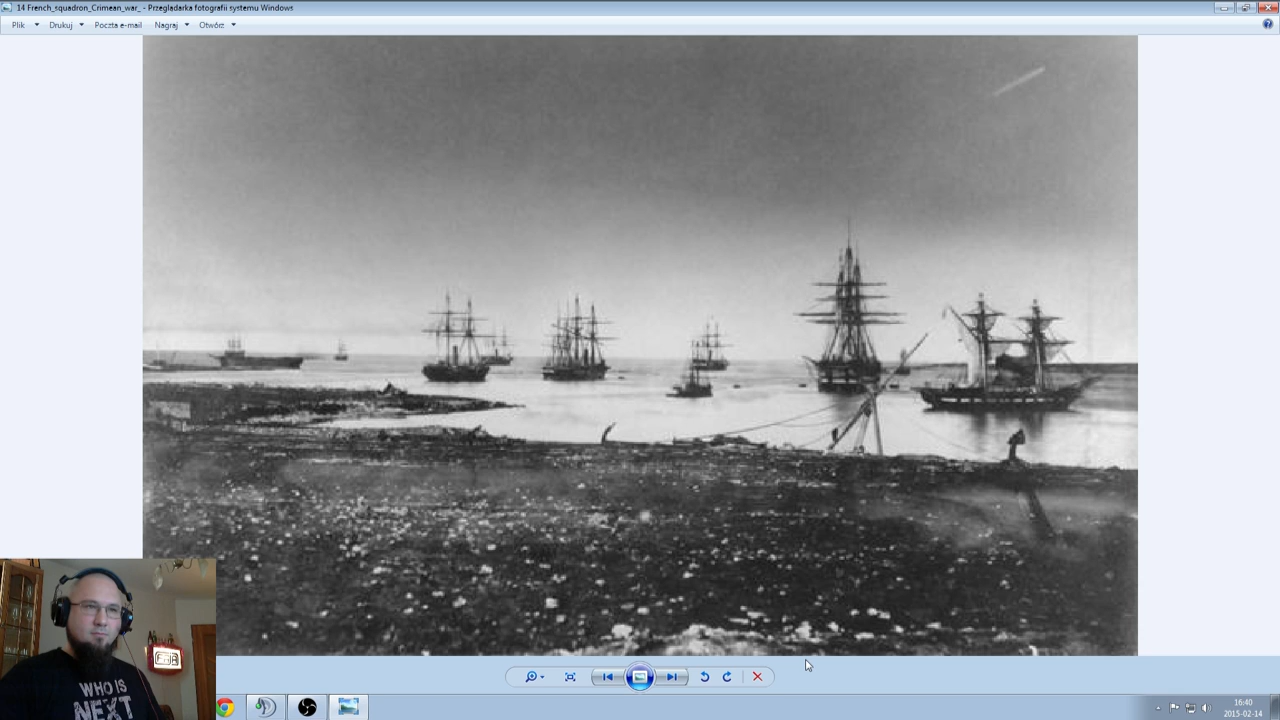 14 French_squadron_Crimean_war_ - Przeglądarka fotografii systemu Windows
Plik Drukuj Poczta e-mail Nagraj Otwórz
WHO IS
NEXT
16:40
2015-02-14